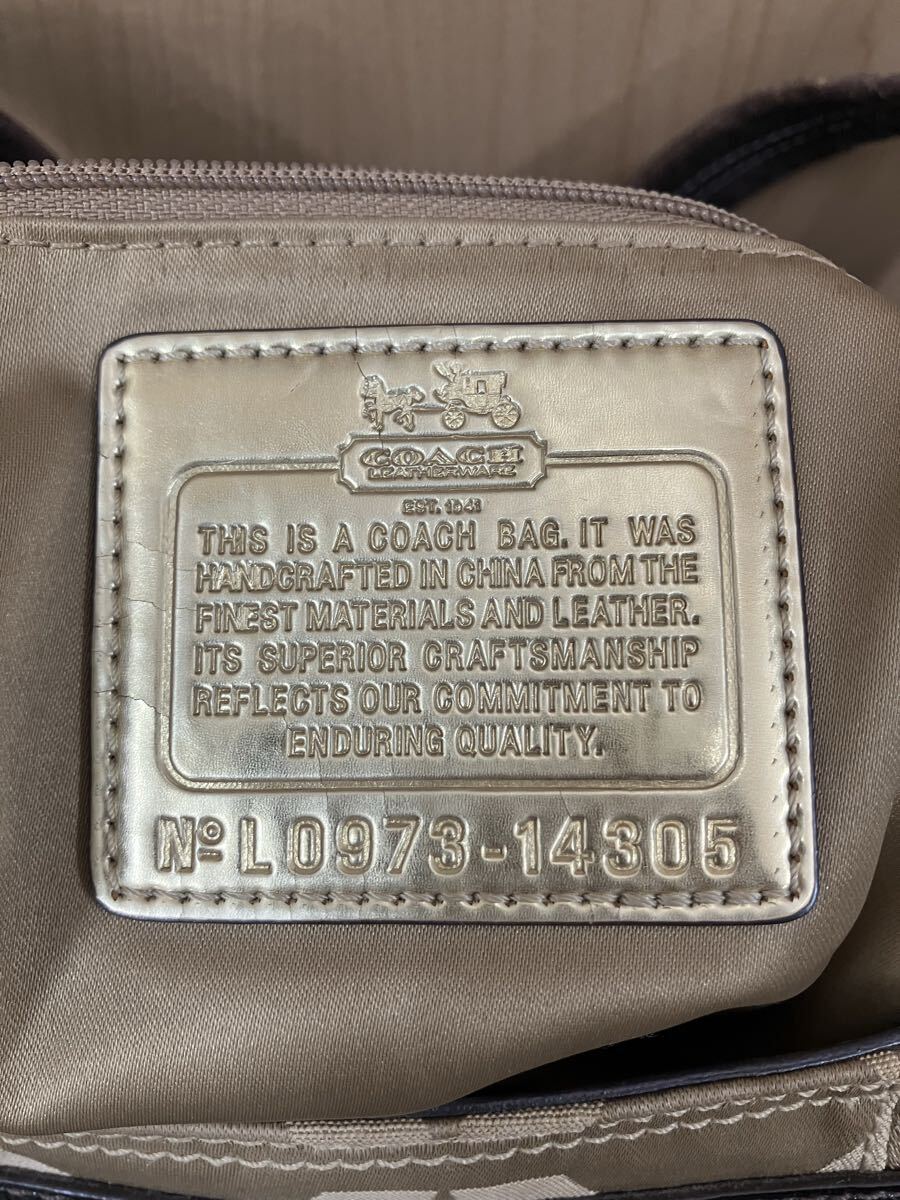 COACH
LEATHERWARE
EST. 1941
THIS IS A COACH BAG. IT WAS
HANDCRAFTED IN CHINA FROM THE
FINEST MATERIALS AND LEATHER.
ITS SUPERIOR CRAFTSMANSHIP
REFLECTS OUR COMMITMENT TO
ENDURING QUALITY.
Nº L0973-14305